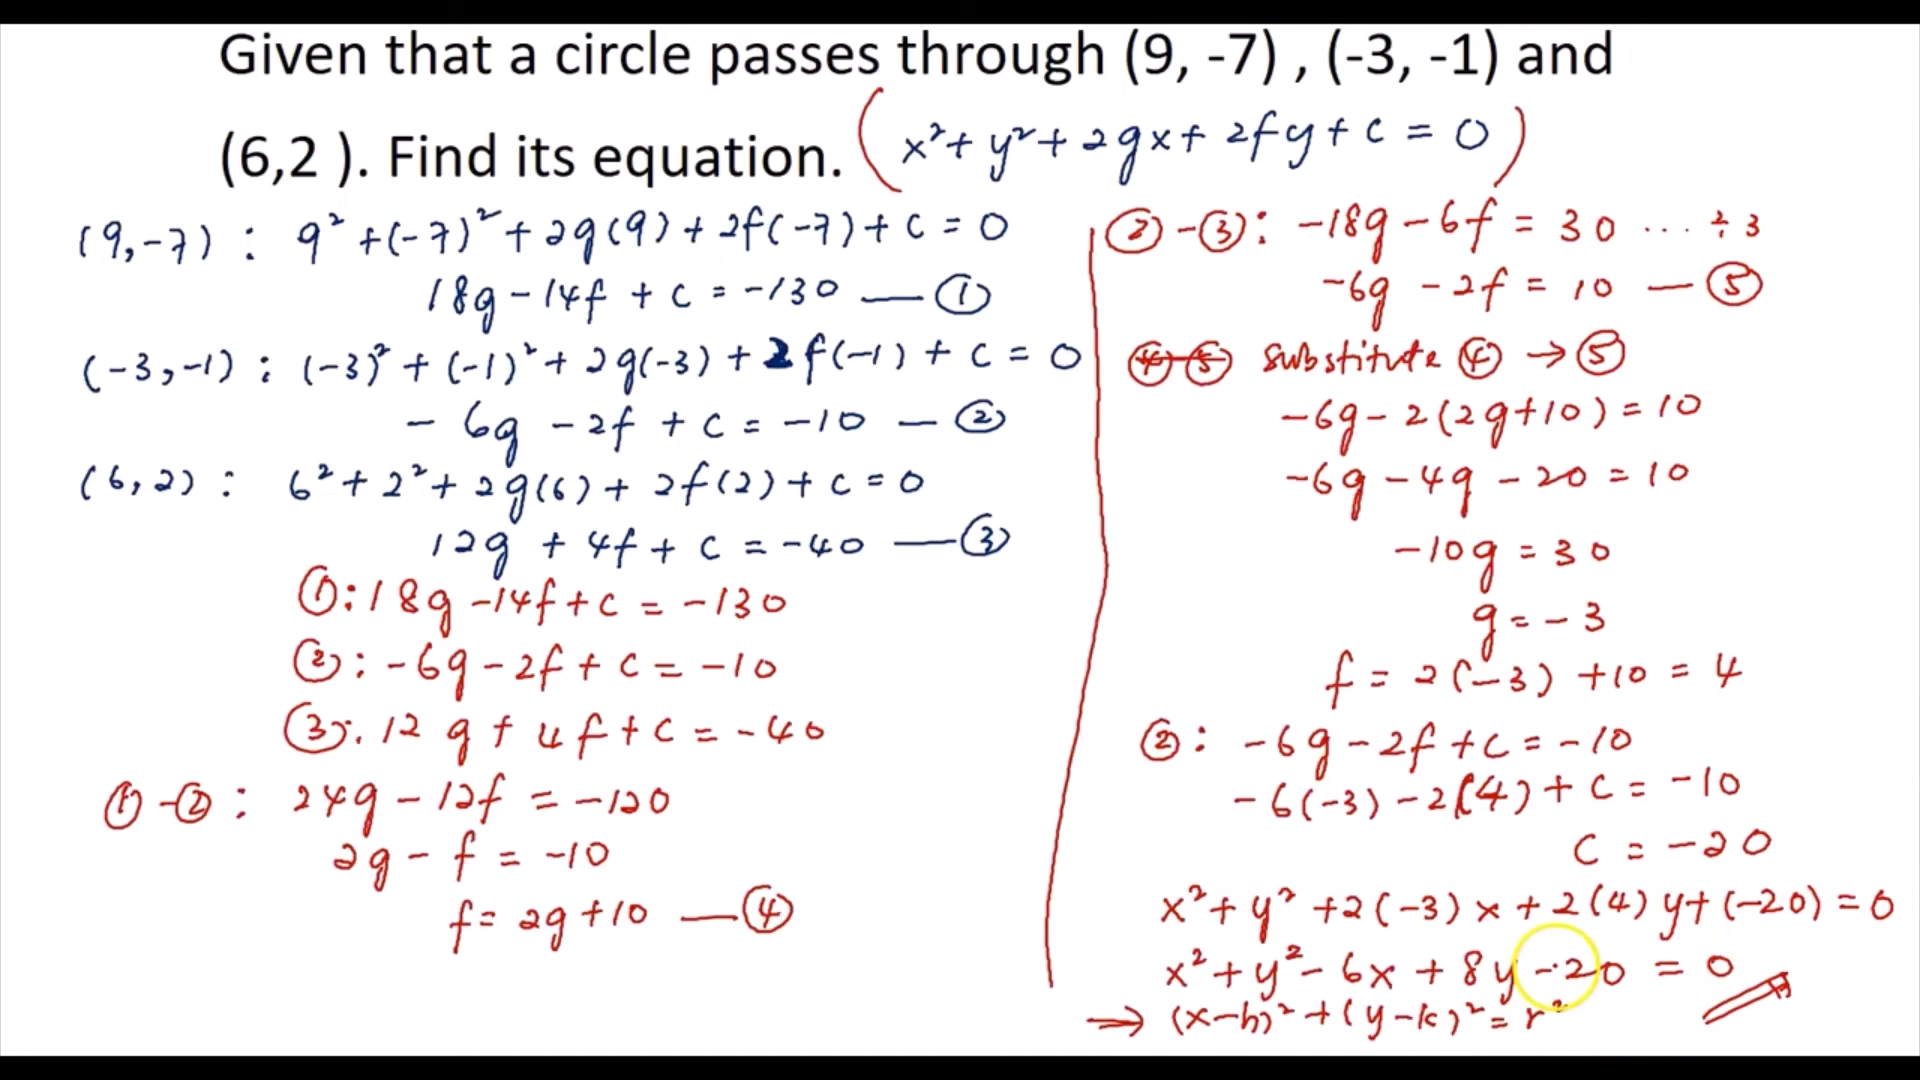 Given that a circle passes through (9, -7) , (-3, -1) and
(6,2 ). Find its equation. (x² + y² + 2gx + 2fy + c = 0)
(9, -7) : 9² + (-7)² + 2g(9) + 2f(-7) + c = 0
18g - 14f + c = -130 — ①
(-3, -1) : (-3)² + (-1)² + 2g(-3) + 2f(-1) + c = 0
- 6g - 2f + c = -10 — ②
(6, 2) : 6² + 2² + 2g(6) + 2f(2) + c = 0
12g + 4f + c = -40 — ③
①: 18g - 14f + c = -130
②: -6g - 2f + c = -10
③: 12g + 4f + c = -40
① - ② : 24g - 12f = -120
2g - f = -10
f = 2g + 10 — ④
② - ③ : -18g - 6f = 30 ... ÷ 3
-6g - 2f = 10 — ⑤
④ ⑤ substitute ④ → ⑤
-6g - 2(2g+10) = 10
-6g - 4g - 20 = 10
-10g = 30
g = -3
f = 2(-3) + 10 = 4
② : -6g - 2f + c = -10
-6(-3) - 2(4) + c = -10
c = -20
x² + y² + 2(-3)x + 2(4)y + (-20) = 0
x² + y² - 6x + 8y - 20 = 0
→ (x-h)² + (y-k)² = r²